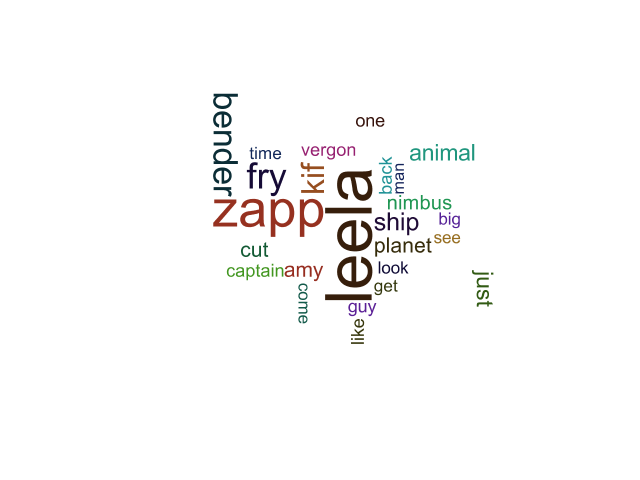 one
bender
time
vergon
animal
fry
kif
back
man
leela
zapp
nimbus
ship
big
cut
planet
see
captain
amy
look
just
come
get
guy
like